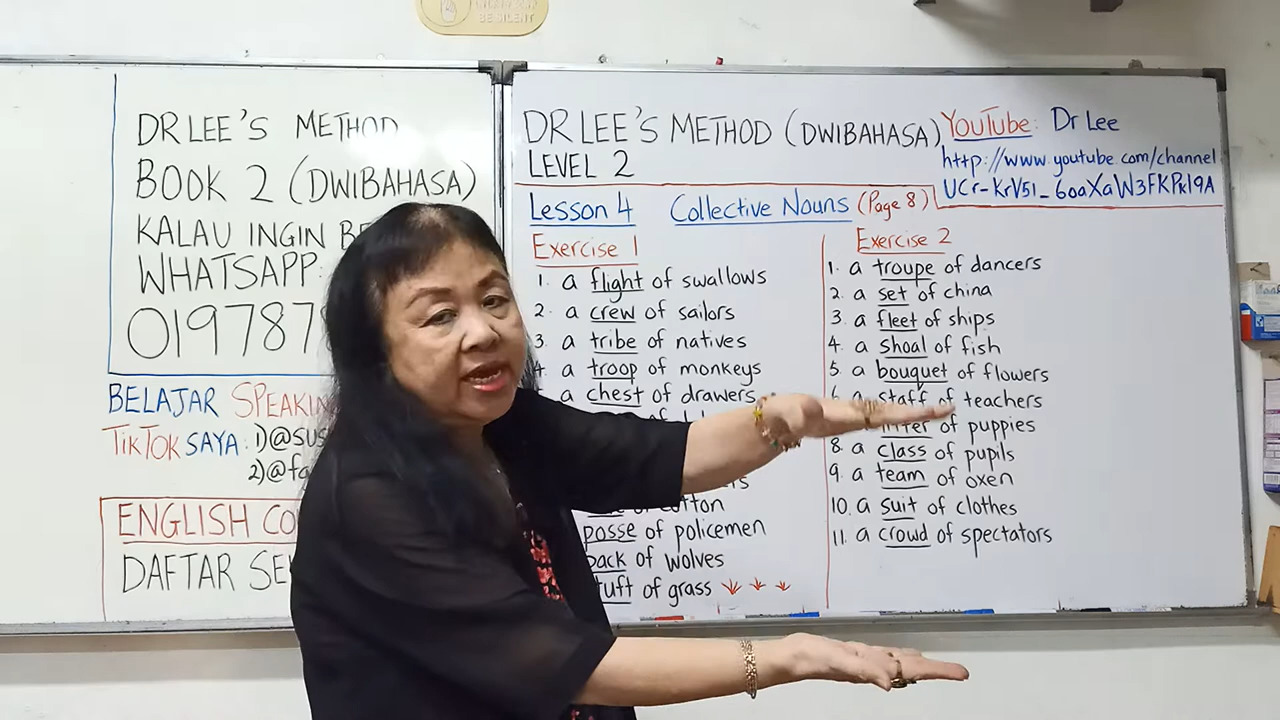 BE SILENT
DR LEE'S METHOD
BOOK 2 (DWIBAHASA)
KALAU INGIN
WHATSAPP:
BELAJAR
TIKTOK SAYA: 1)
2)
ENGLISH
DAFTAR
DR LEE'S METHOD (DWIBAHASA)
LEVEL 2
YouTube: Dr Lee
http://www.youtube.com/channel
UCr-KrV51_6oaXaW3FKPkl9A
Lesson 4 Collective Nouns (Page 8)
Exercise 1
1. a flight of swallows
2. a crew of sailors
3. a tribe of natives
4. a troop of monkeys
a chest of drawers
of
of cotton
posse of policemen
pack of wolves
tuft of grass
Exercise 2
1. a troupe of dancers
2. a set of china
3. a fleet of ships
4. a shoal of fish
5. a bouquet of flowers
6. a staff of teachers
litter of puppies
8. a class of pupils
9. a team of oxen
10. a suit of clothes
11. a crowd of spectators